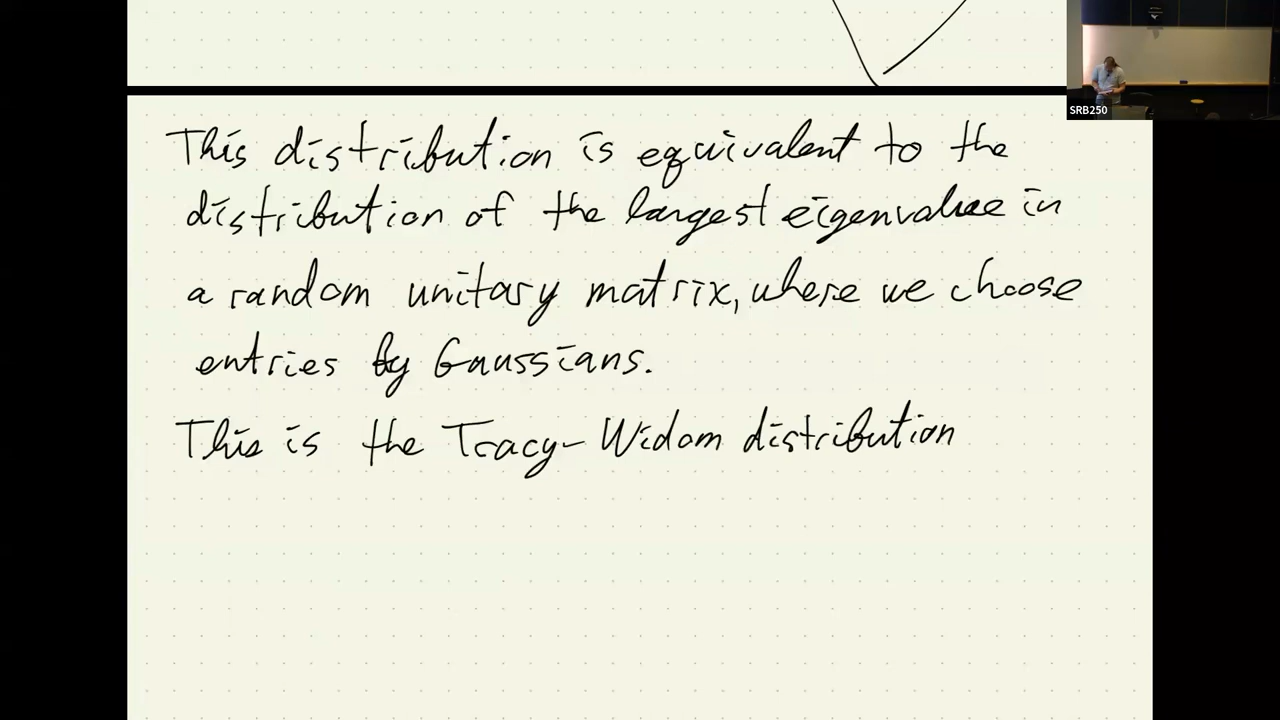 SRB250
This distribution is equivalent to the
distribution of the largest eigenvalue in
a random unitary matrix, where we choose
entries by Gaussians.
This is the Tracy-Widom distribution